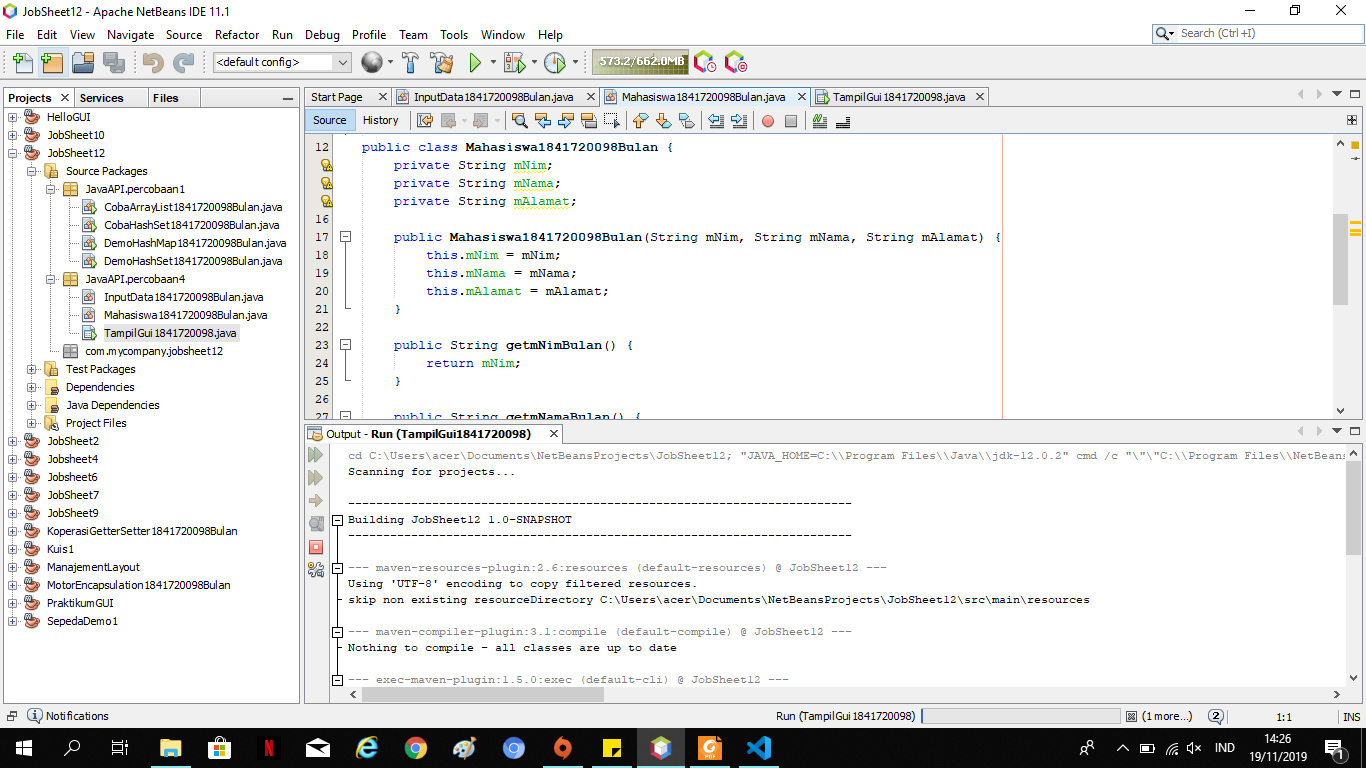 JobSheet12 - Apache NetBeans IDE 11.1
File Edit View Navigate Source Refactor Run Debug Profile Team Tools Window Help
Search (Ctrl+I)
<default config>
573.2/662.0MB
Projects Services Files
HelloGUI
JobSheet10
JobSheet12
Source Packages
JavaAPI.percobaan1
CobaArrayList1841720098Bulan.java
CobaHashSet1841720098Bulan.java
DemoHashMap1841720098Bulan.java
DemoHashSet1841720098Bulan.java
JavaAPI.percobaan4
InputData1841720098Bulan.java
Mahasiswa1841720098Bulan.java
TampilGui1841720098.java
com.mycompany.jobsheet12
Test Packages
Dependencies
Java Dependencies
Project Files
JobSheet2
Jobsheet4
Jobsheet6
JobSheet7
JobSheet9
KoperasiGetterSetter1841720098Bulan
Kuis1
ManajementLayout
MotorEncapsulation1841720098Bulan
PraktikumGUI
SepedaDemo1
Start Page InputData1841720098Bulan.java Mahasiswa1841720098Bulan.java TampilGui1841720098.java
Source History
12 public class Mahasiswa1841720098Bulan {
private String mNim;
private String mNama;
private String mAlamat;
16
17 public Mahasiswa1841720098Bulan(String mNim, String mNama, String mAlamat) {
18 this.mNim = mNim;
19 this.mNama = mNama;
20 this.mAlamat = mAlamat;
21 }
22
23 public String getmNimBulan() {
24 return mNim;
25 }
26
27 public String getmNamaBulan() {
Output - Run (TampilGui1841720098)
cd C:\Users\acer\Documents\NetBeansProjects\JobSheet12; "JAVA_HOME=C:\\Program Files\\Java\\jdk-12.0.2" cmd /c "\"\"C:\\Program Files\\NetBeans
Scanning for projects...
------------------------------------------------------------------------
Building JobSheet12 1.0-SNAPSHOT
------------------------------------------------------------------------
--- maven-resources-plugin:2.6:resources (default-resources) @ JobSheet12 ---
Using 'UTF-8' encoding to copy filtered resources.
skip non existing resourceDirectory C:\Users\acer\Documents\NetBeansProjects\JobSheet12\src\main\resources
--- maven-compiler-plugin:3.1:compile (default-compile) @ JobSheet12 ---
Nothing to compile - all classes are up to date
--- exec-maven-plugin:1.5.0:exec (default-cli) @ JobSheet12 ---
Notifications
Run (TampilGui1841720098) (1 more...) 2 1:1 INS
IND
14:26
19/11/2019
1